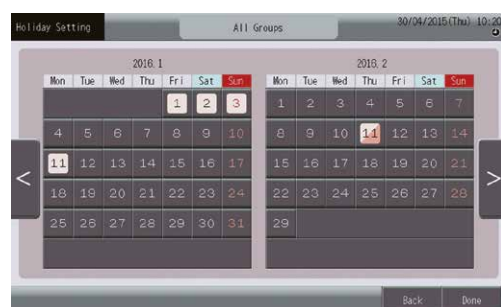 Holiday Setting
All Groups
30/04/2015(Thu) 10:20
2016. 1
Mon Tue Wed Thu Fri Sat Sun
1 2 3
4 5 6 7 8 9 10
11 12 13 14 15 16 17
18 19 20 21 22 23 24
25 26 27 28 29 30 31
2016. 2
Mon Tue Wed Thu Fri Sat Sun
1 2 3 4 5 6 7
8 9 10 11 12 13 14
15 16 17 18 19 20 21
22 23 24 25 26 27 28
29
<
>
Back
Done